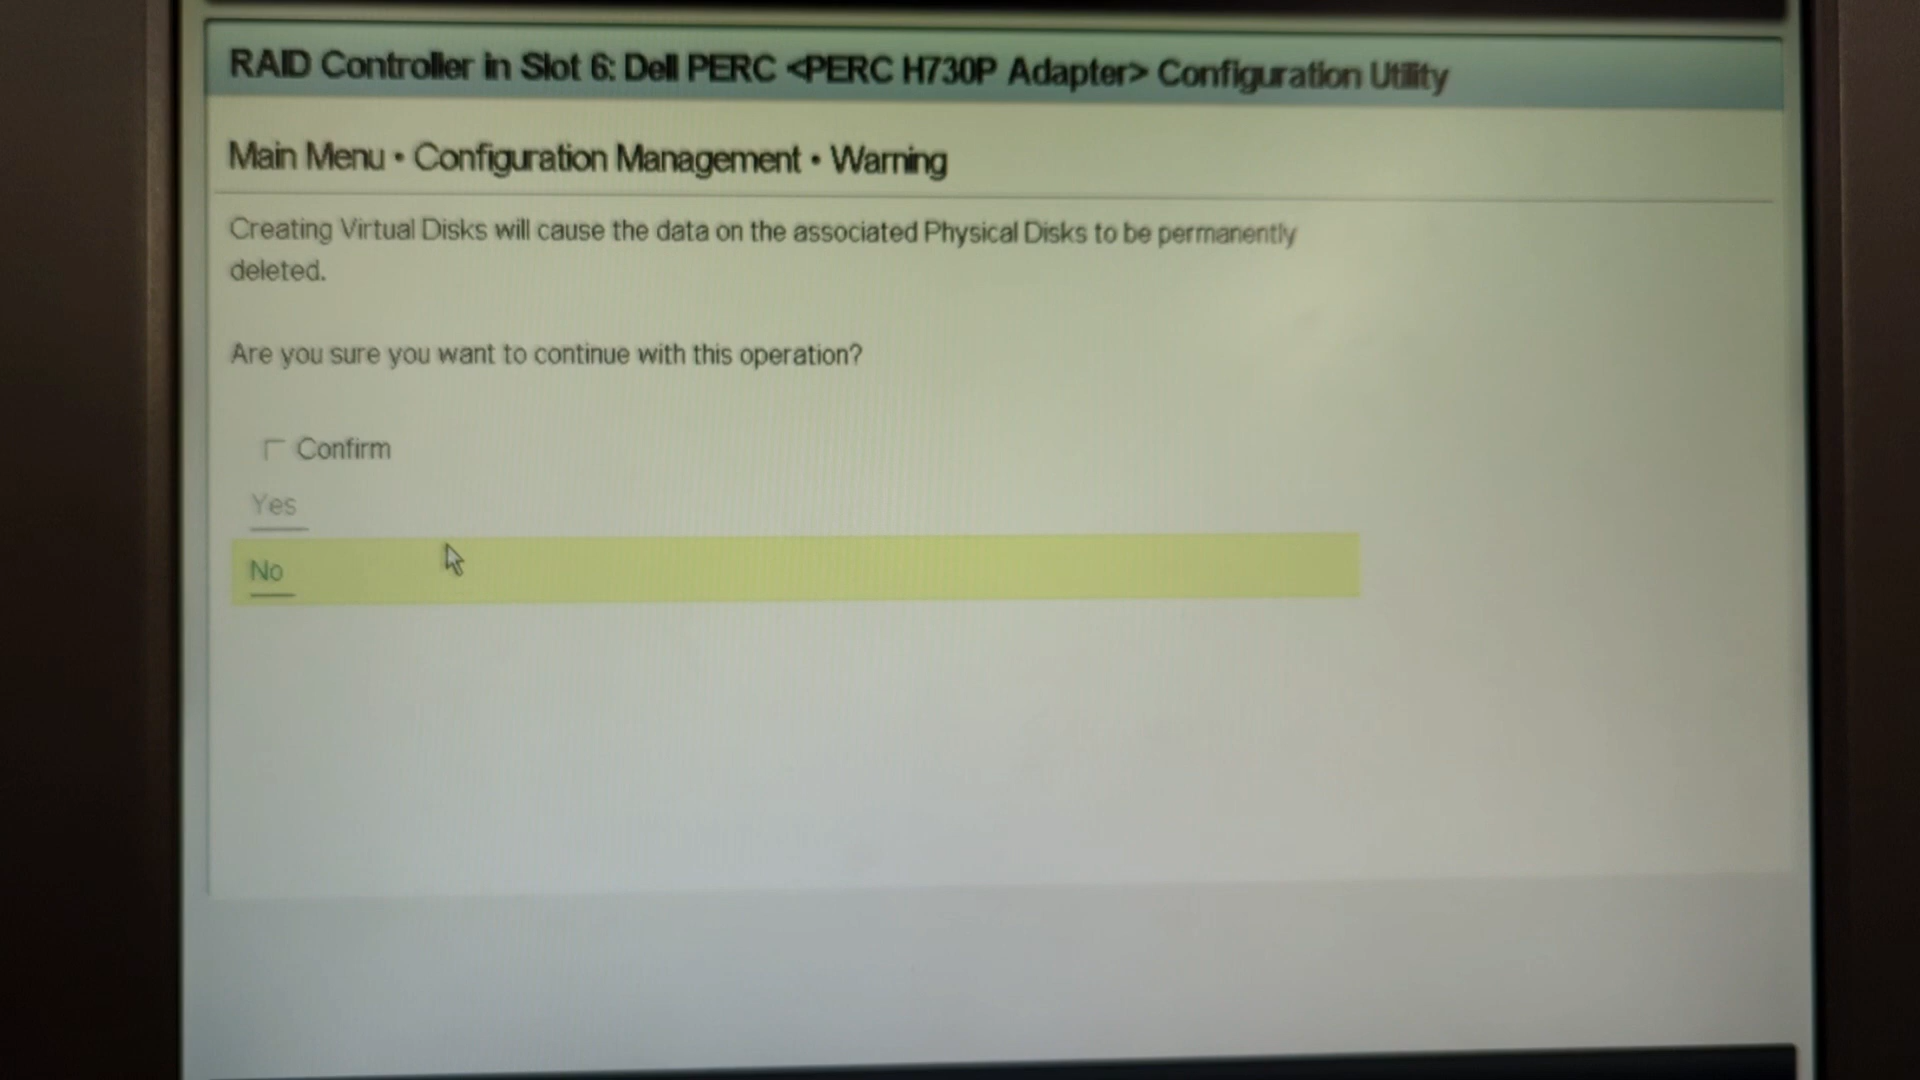 RAID Controller in Slot 6: Dell PERC <PERC H730P Adapter> Configuration Utility
Main Menu • Configuration Management • Warning
Creating Virtual Disks will cause the data on the associated Physical Disks to be permanently
deleted.
Are you sure you want to continue with this operation?
Confirm
Yes
No